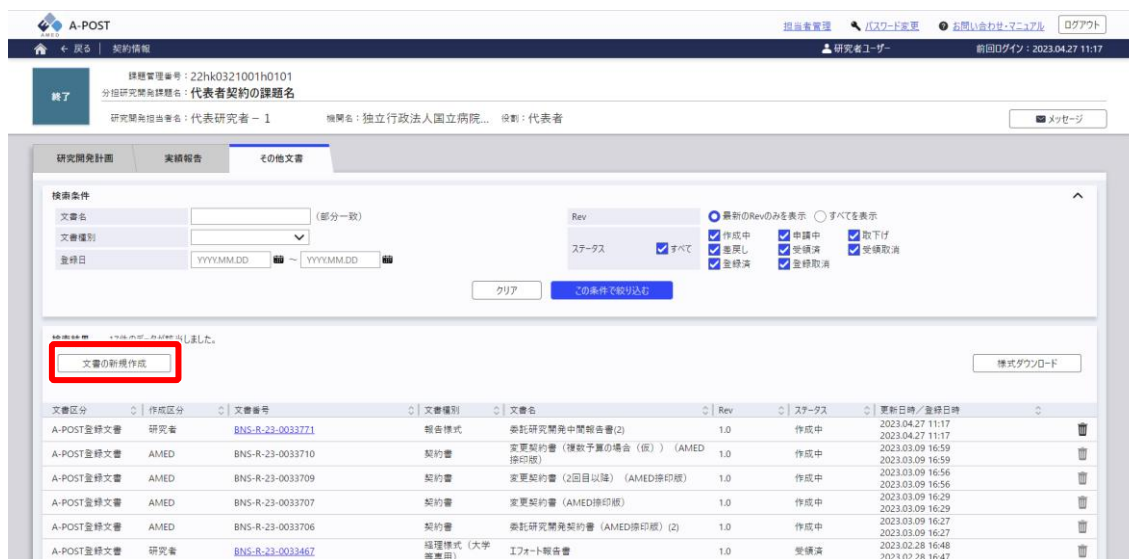 A-POST
AMED
担当者管理 パスワード変更 お問い合わせ・マニュアル ログアウト
← 戻る 契約情報 研究者ユーザー 前回ログイン：2023.04.27 11:17
終了
課題管理番号：22hk0321001h0101
分担研究開発課題名：代表者契約の課題名
研究開発担当者名：代表研究者－１ 機関名：独立行政法人国立病院... 役割：代表者
メッセージ
研究開発計画 実績報告 その他文書
検索条件
文書名 (部分一致) Rev 最新のRevのみを表示 すべてを表示
文書種別 ステータス すべて 作成中 申請中 取下げ
差戻し 受領済 受領取消
登録済 登録取消
登録日 YYYY.MM.DD ～ YYYY.MM.DD
クリア この条件で絞り込む
検索結果 17件のデータが該当しました。
文書の新規作成 様式ダウンロード
文書区分 作成区分 文書番号 文書種別 文書名 Rev ステータス 更新日時／登録日時
A-POST登録文書 研究者 BNS-R-23-0033771 報告様式 委託研究開発中間報告書(2) 1.0 作成中 2023.04.27 11:17
2023.04.27 11:17
A-POST登録文書 AMED BNS-R-23-0033710 契約書 変更契約書（複数予算の場合（仮））（AMED
捺印版） 1.0 作成中 2023.03.09 16:59
2023.03.09 16:59
A-POST登録文書 AMED BNS-R-23-0033709 契約書 変更契約書（2回目以降）（AMED捺印版） 1.0 作成中 2023.03.09 16:56
2023.03.09 16:56
A-POST登録文書 AMED BNS-R-23-0033707 契約書 変更契約書（AMED捺印版） 1.0 作成中 2023.03.09 16:29
2023.03.09 16:29
A-POST登録文書 AMED BNS-R-23-0033706 契約書 委託研究開発契約書（AMED捺印版）(2) 1.0 作成中 2023.03.09 16:27
2023.03.09 16:27
A-POST登録文書 研究者 BNS-R-23-0033467 経理様式（大学
等専用） エフォート報告書 1.0 受領済 2023.02.28 16:48
2023.02.28 16:47